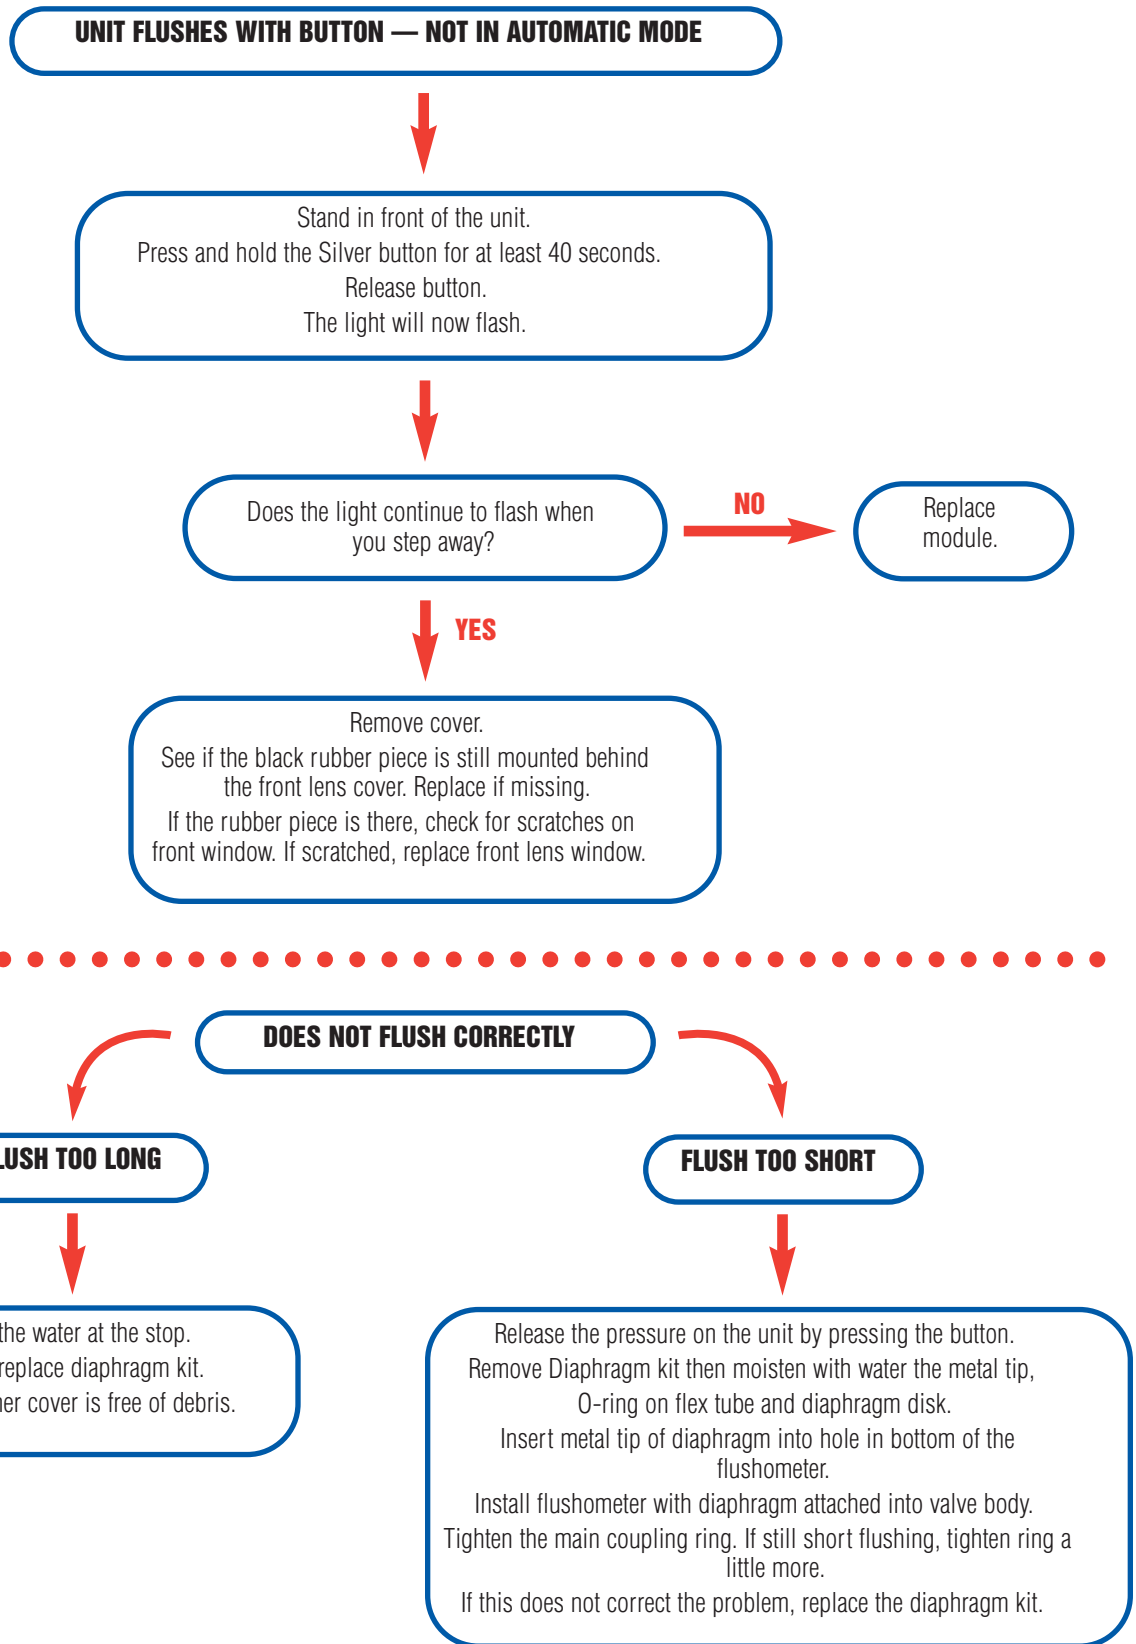 UNIT FLUSHES WITH BUTTON — NOT IN AUTOMATIC MODE
Stand in front of the unit.
Press and hold the Silver button for at least 40 seconds.
Release button.
The light will now flash.
Does the light continue to flash when
you step away?
NO
Replace
module.
YES
Remove cover.
See if the black rubber piece is still mounted behind
the front lens cover. Replace if missing.
If the rubber piece is there, check for scratches on
front window. If scratched, replace front lens window.
DOES NOT FLUSH CORRECTLY
LUSH TOO LONG
the water at the stop.
replace diaphragm kit.
er cover is free of debris.
FLUSH TOO SHORT
Release the pressure on the unit by pressing the button.
Remove Diaphragm kit then moisten with water the metal tip,
O-ring on flex tube and diaphragm disk.
Insert metal tip of diaphragm into hole in bottom of the
flushometer.
Install flushometer with diaphragm attached into valve body.
Tighten the main coupling ring. If still short flushing, tighten ring a
little more.
If this does not correct the problem, replace the diaphragm kit.